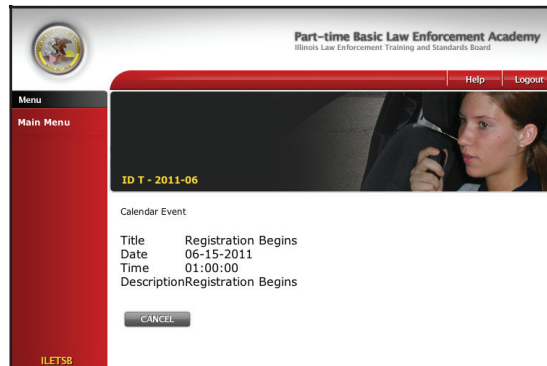 Part-time Basic Law Enforcement Academy
Illinois Law Enforcement Training and Standards Board
Help Logout
Menu
Main Menu
ID T - 2011-06
Calendar Event
Title Registration Begins
Date 06-15-2011
Time 01:00:00
DescriptionRegistration Begins
CANCEL
ILETSB